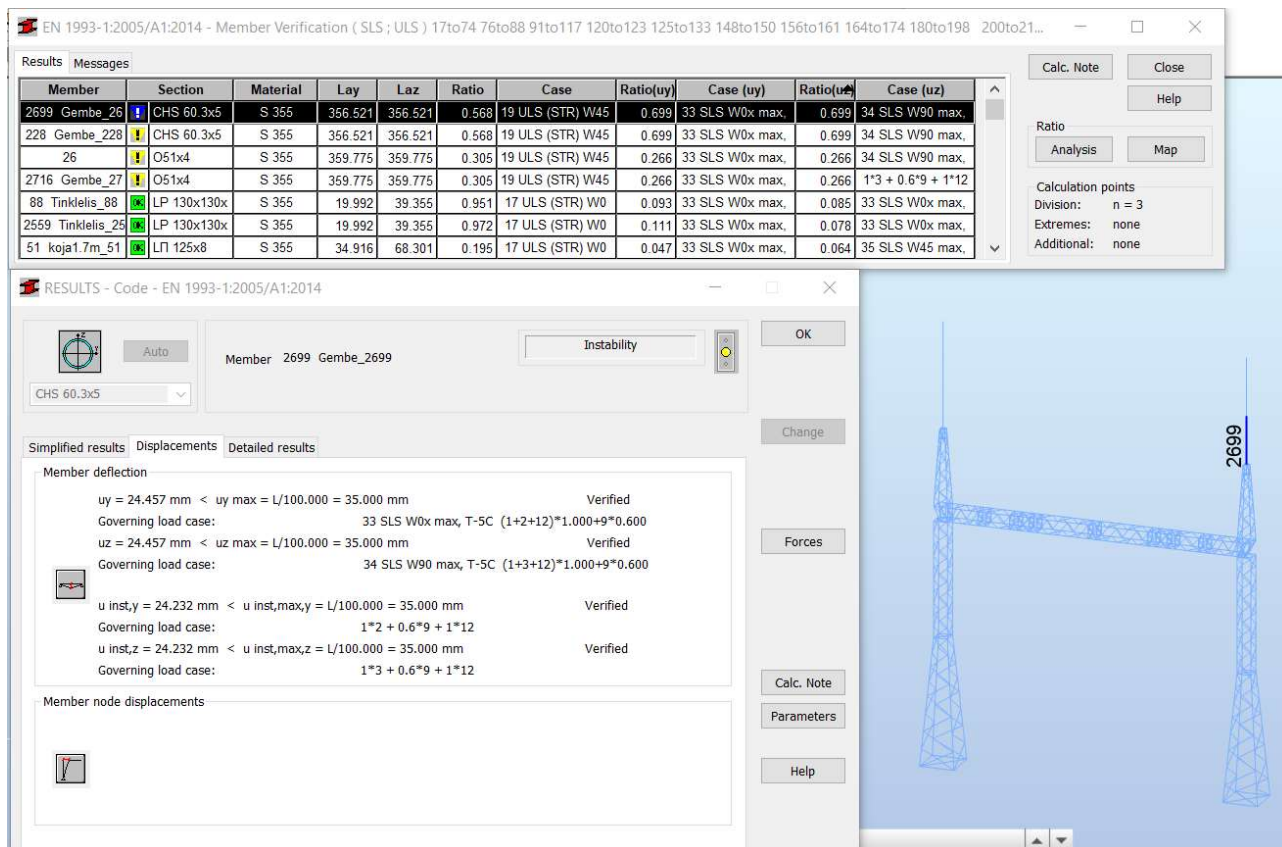 EN 1993-1:2005/A1:2014 - Member Verification ( SLS ; ULS ) 17to74 76to88 91to117 120to123 125to133 148to150 156to161 164to174 180to198 200to21...
Results Messages
Calc. Note Close
Member Section Material Lay Laz Ratio Case Ratio(uy) Case (uy) Ratio(uz) Case (uz)
Help
2699 Gembe_26 CHS 60.3x5 S 355 356.521 356.521 0.568 19 ULS (STR) W45 0.699 33 SLS W0x max, 0.699 34 SLS W90 max,
228 Gembe_228 CHS 60.3x5 S 355 356.521 356.521 0.568 19 ULS (STR) W45 0.699 33 SLS W0x max, 0.699 34 SLS W90 max,
Ratio
26 O51x4 S 355 359.775 359.775 0.305 19 ULS (STR) W45 0.266 33 SLS W0x max, 0.266 34 SLS W90 max,
Analysis Map
2716 Gembe_27 O51x4 S 355 359.775 359.775 0.305 19 ULS (STR) W45 0.266 33 SLS W0x max, 0.266 1*3 + 0.6*9 + 1*12
88 Tinklelis_88 OK LP 130x130x S 355 19.992 39.355 0.951 17 ULS (STR) W0 0.093 33 SLS W0x max, 0.085 33 SLS W0x max,
Calculation points
Division: n = 3
2559 Tinklelis_25 OK LP 130x130x S 355 19.992 39.355 0.972 17 ULS (STR) W0 0.111 33 SLS W0x max, 0.078 33 SLS W0x max,
Extremes: none
51 koja1.7m_51 OK LП 125x8 S 355 34.916 68.301 0.195 17 ULS (STR) W0 0.047 33 SLS W0x max, 0.064 35 SLS W45 max,
Additional: none
RESULTS - Code - EN 1993-1:2005/A1:2014
Auto
Member 2699 Gembe_2699
Instability
OK
CHS 60.3x5
Change
Simplified results Displacements Detailed results
Member deflection
uy = 24.457 mm < uy max = L/100.000 = 35.000 mm Verified
Governing load case: 33 SLS W0x max, T-5C (1+2+12)*1.000+9*0.600
uz = 24.457 mm < uz max = L/100.000 = 35.000 mm Verified
Forces
Governing load case: 34 SLS W90 max, T-5C (1+3+12)*1.000+9*0.600
u inst,y = 24.232 mm < u inst,max,y = L/100.000 = 35.000 mm Verified
Governing load case: 1*2 + 0.6*9 + 1*12
u inst,z = 24.232 mm < u inst,max,z = L/100.000 = 35.000 mm Verified
Governing load case: 1*3 + 0.6*9 + 1*12
Calc. Note
Member node displacements
Parameters
Help
2699